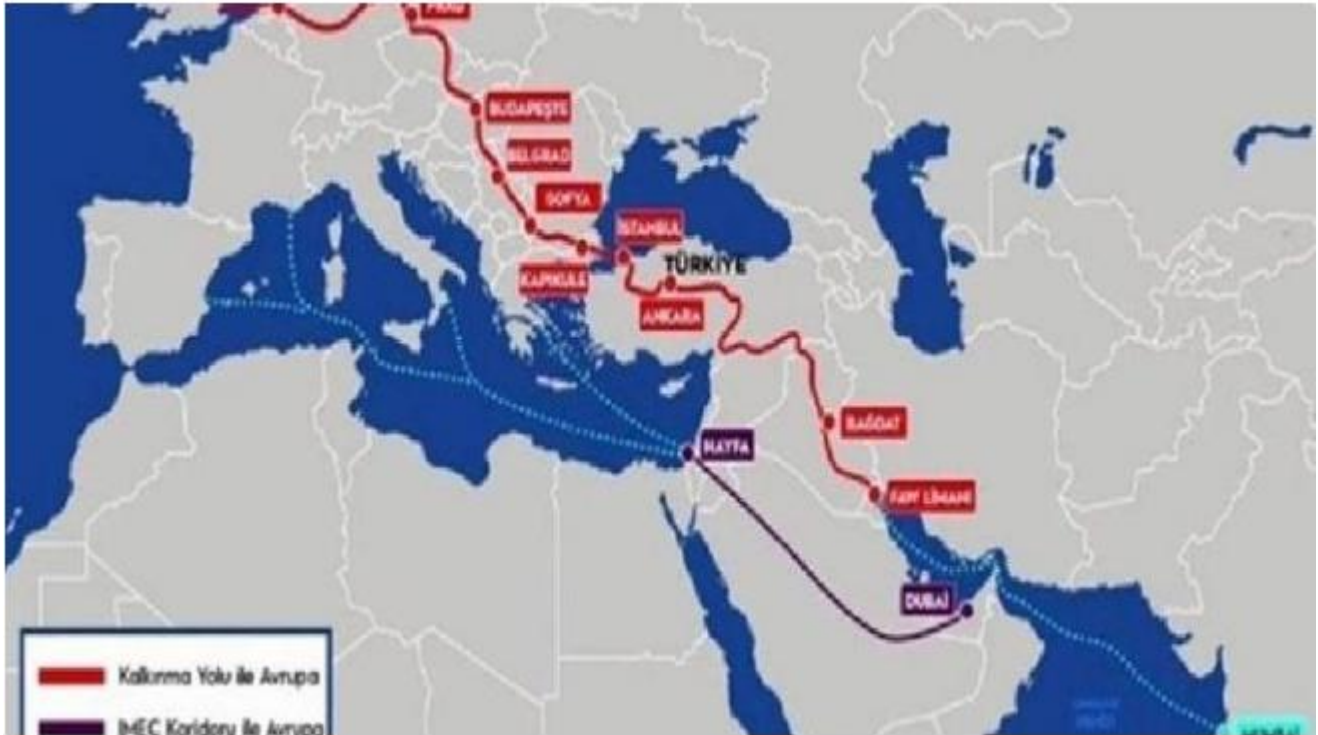 PRAG
BUDAPEŞTE
BELGRAD
SOFYA
İSTANBUL
TÜRKİYE
KAPIKULE
ANKARA
BAĞDAT
HAYFA
FAW LİMANI
DUBAİ
Kalkınma Yolu ile Avrupa
IMEC Koridoru ile Avrupa